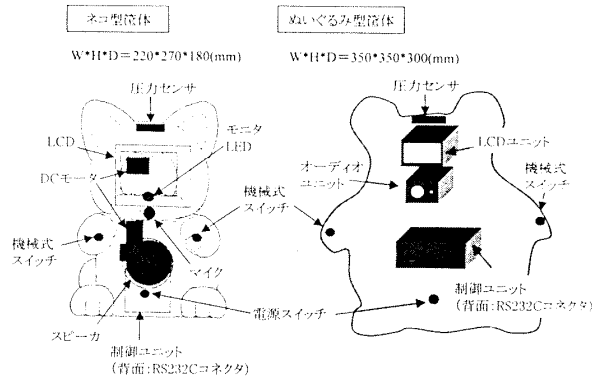 ネコ型筐体
ぬいぐるみ型筐体
W*H*D=220*270*180(mm)
W*H*D=350*350*300(mm)
圧力センサ
圧力センサ
LCD
モニタ
LED
DCモータ
LCDユニット
オーディオ
ユニット
機械式
スイッチ
機械式
スイッチ
機械式
スイッチ
マイク
スピーカ
電源スイッチ
制御ユニット
(背面:RS232Cコネクタ)
制御ユニット
(背面:RS232Cコネクタ)